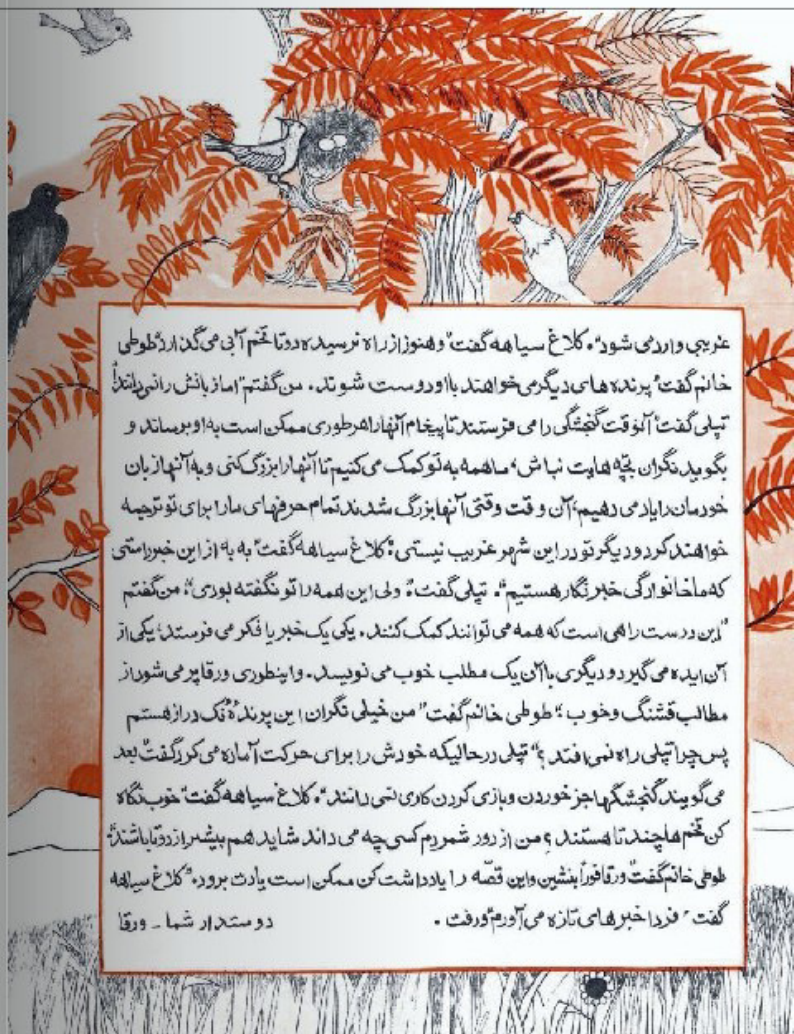 غریبی وارد می شود". کلاغ سیاهه گفت" و هنوز از راه نرسیده دو تا تخم آبی می گذارد" طوطی
خانم گفت" پرنده های دیگر می خواهند با او دوست شوند. من گفتم" اما زبانش را نمی دانند"
تپلی گفت" آنوقت گنجشگی را می فرستند تا پیغام آنها را هر طوری ممکن است به او برساند و
بگوید نگران بچّه هایت نباش، ما همه به تو کمک می کنیم تا آنها را بزرگ کنی و به آنها زبان
خودمان را یاد می دهیم، آن وقت وقتی آنها بزرگ شدند تمام حرفهای ما را برای تو ترجمه
خواهند کرد و دیگر تو در این شهر غریب نیستی" کلاغ سیاهه گفت" به به از این خبر راستی
که ما خانوادگی خبرنگار هستیم". تپلی گفت" ولی این همه را تو نگفته بودی"، من گفتم
"این درست راهی است که همه می توانند کمک کنند. یکی یک خبر یا فکر می فرستد، یکی از
آن ایده می گیرد و دیگری با آن یک مطلب خوب می نویسد. و اینطوری ورقا پر می شود از
مطالب قشنگ و خوب" طوطی خانم گفت" من خیلی نگران این پرندهٔ نُک دراز هستم
پس چرا تپلی راه نمی افتد؟" تپلی در حالیکه خودش را برای حرکت آماده می کرد گفت" بعد
می گویند گنجشگها جز خوردن و بازی کردن کاری نمی دانند". کلاغ سیاهه گفت" خوب نگاه
کن تخم ها چند تا هستند؟ من از دور شمردم کسی چه می داند شاید هم بیشتر از دو تا باشند"
طوطی خانم گفت" ورقا فوراً بنشین و این قصّه را یادداشت کن ممکن است یادت برود" کلاغ سیاهه
گفت" فردا خبرهای تازه می آورم" و رفت. دوستدار شما - ورقا